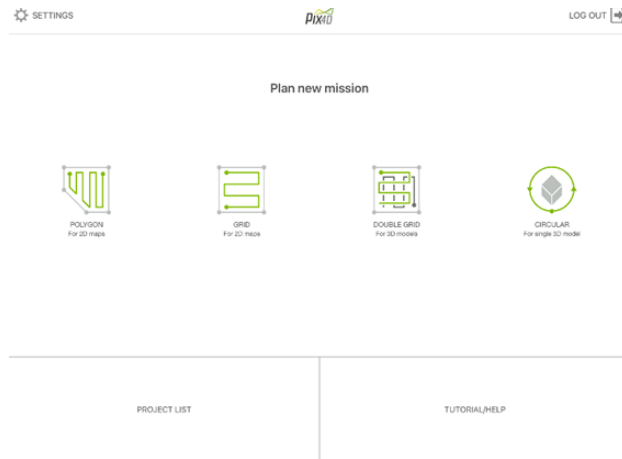 SETTINGS
PIX4D
LOG OUT
Plan new mission
POLYGON
For 2D maps
GRID
For 2D maps
DOUBLE GRID
For 3D models
CIRCULAR
For single 3D model
PROJECT LIST
TUTORIAL/HELP